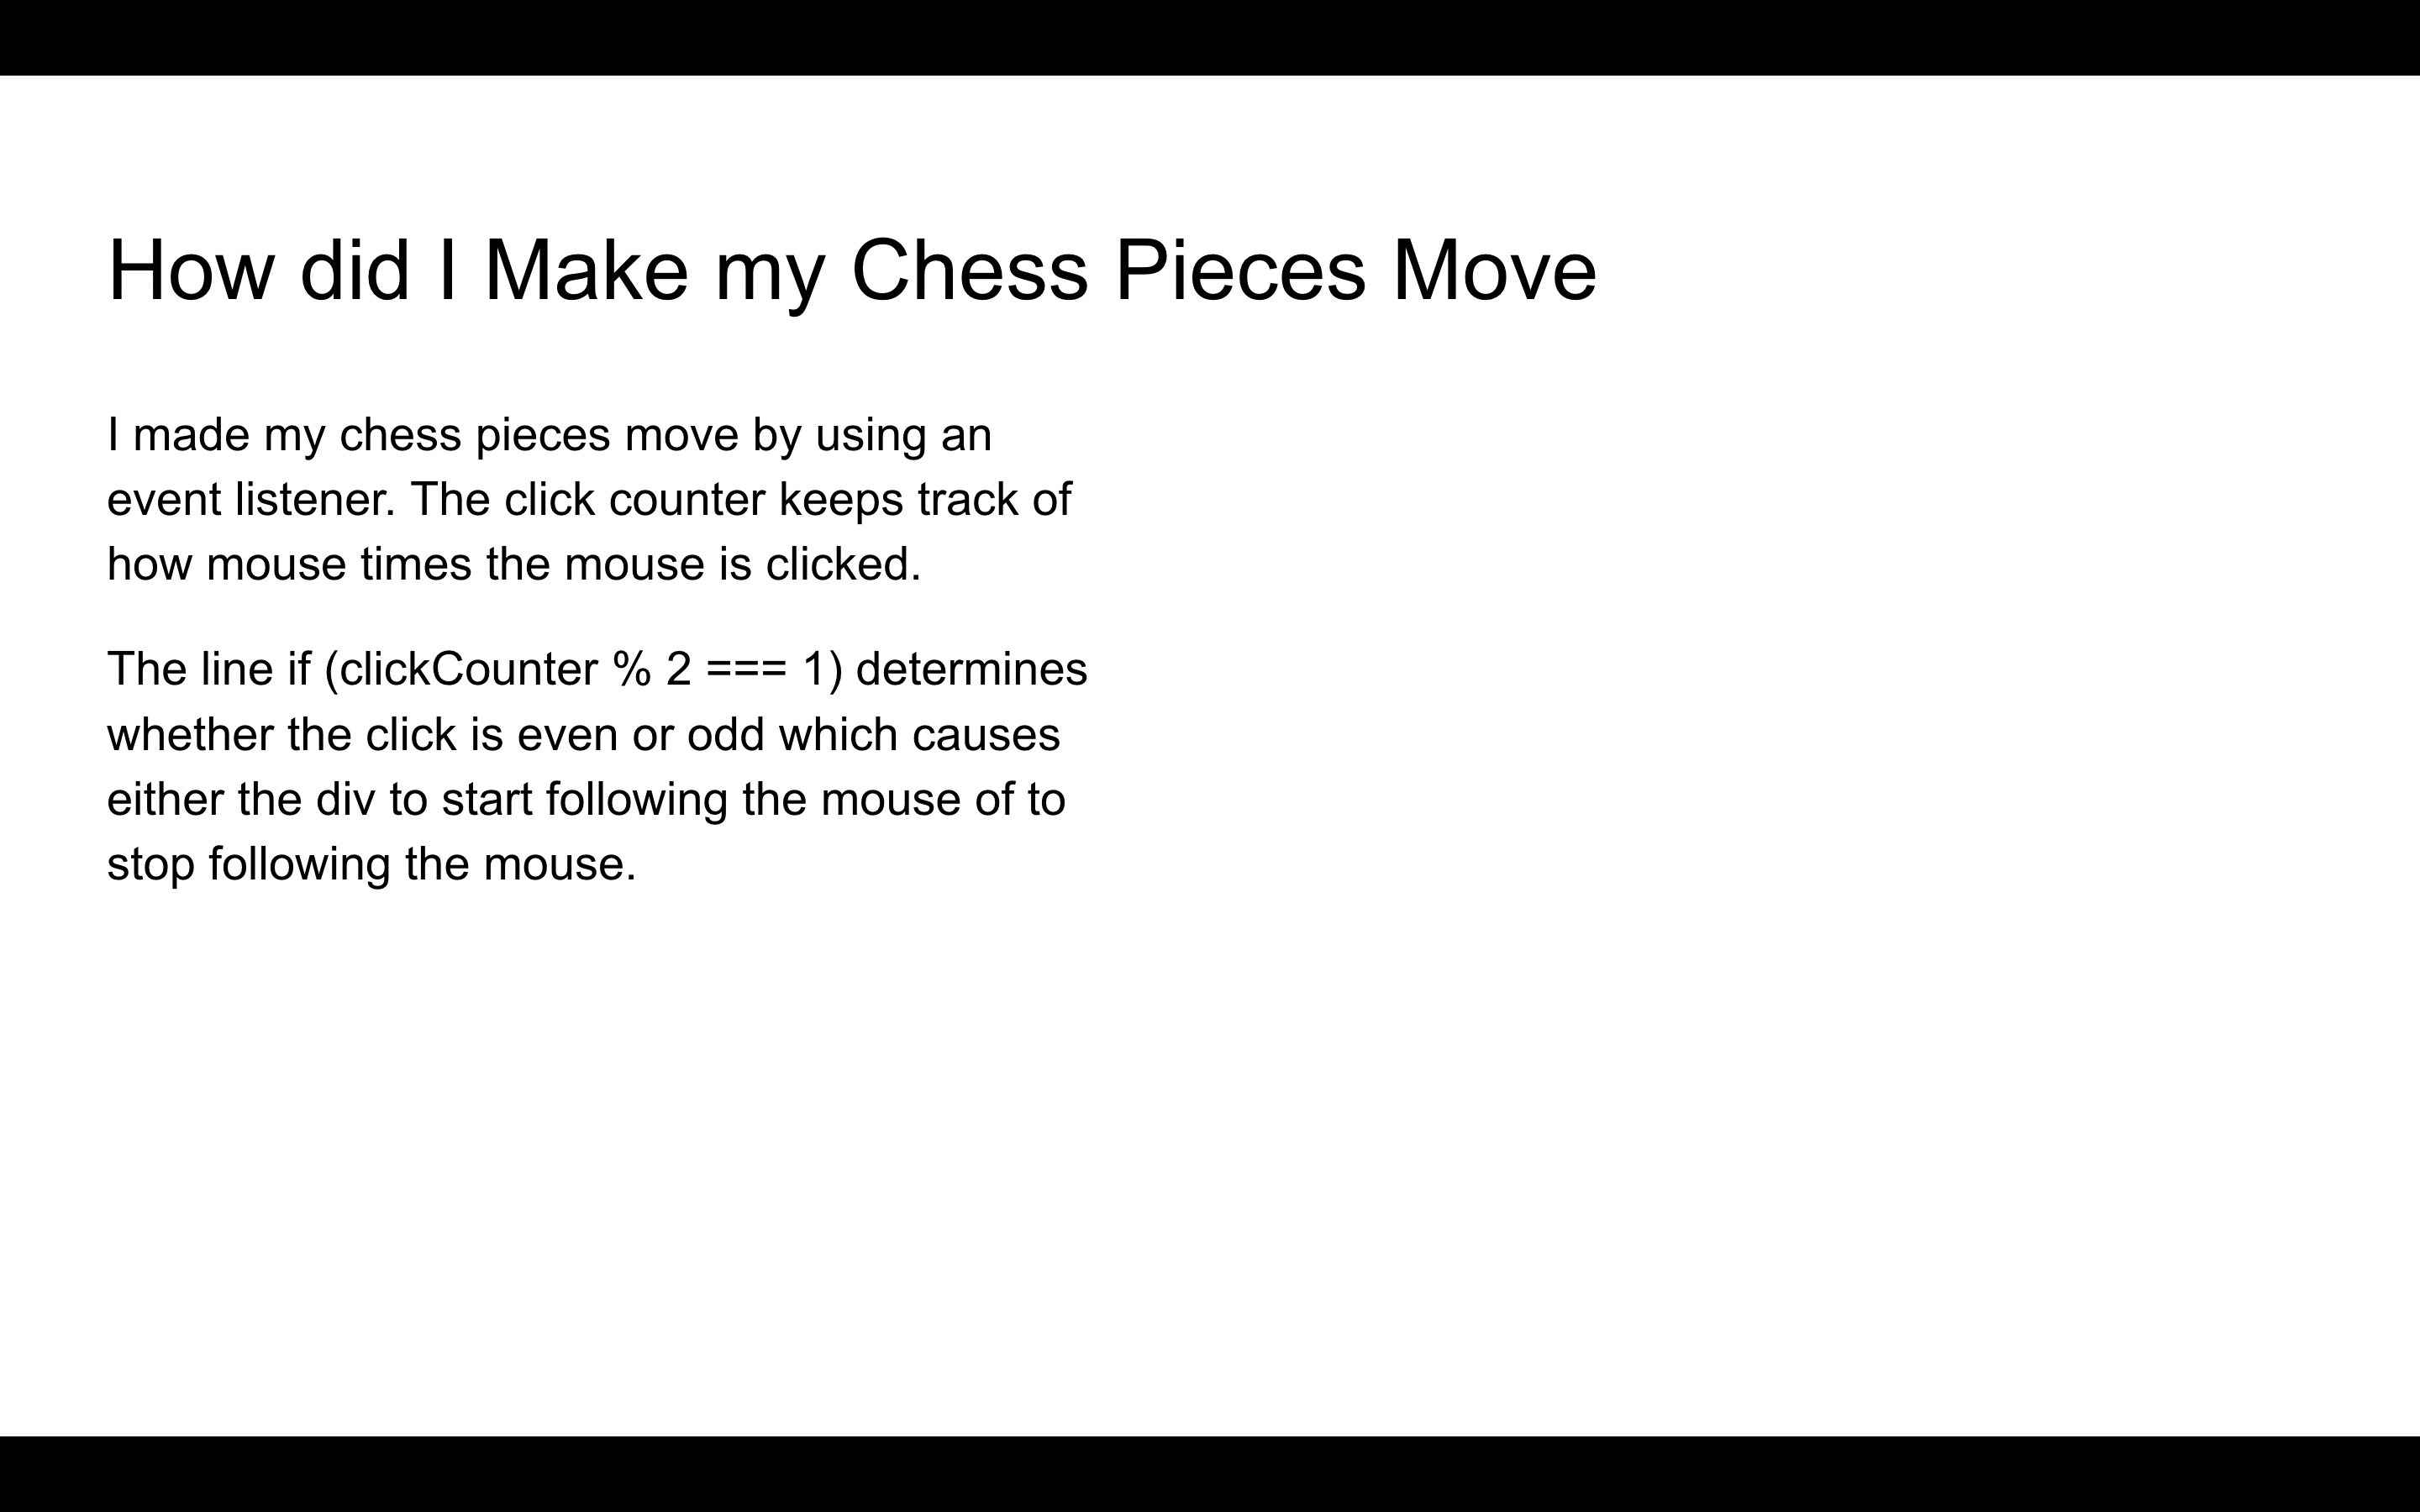 How did I Make my Chess Pieces Move
I made my chess pieces move by using an
event listener. The click counter keeps track of
how mouse times the mouse is clicked.
The line if (clickCounter % 2 === 1) determines
whether the click is even or odd which causes
either the div to start following the mouse of to
stop following the mouse.